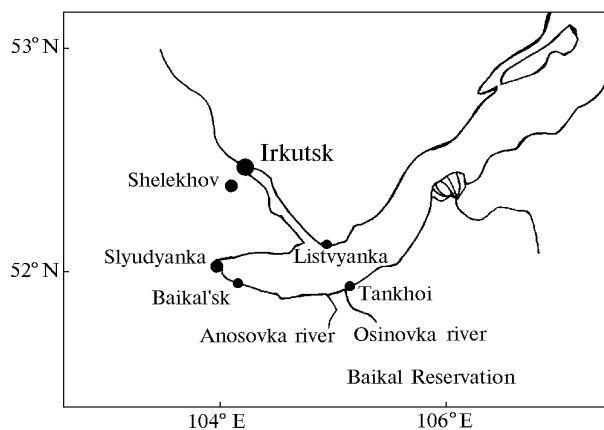 53° N
Irkutsk
Shelekhov
Slyudyanka
Listvyanka
52° N
Baikal'sk
Tankhoi
Anosovka river
Osinovka river
Baikal Reservation
104° E
106° E